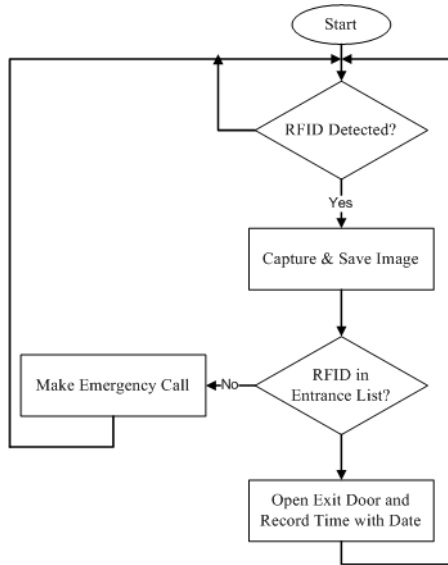 Start
RFID Detected?
Yes
Capture & Save Image
RFID in
Entrance List?
No
Make Emergency Call
Open Exit Door and
Record Time with Date